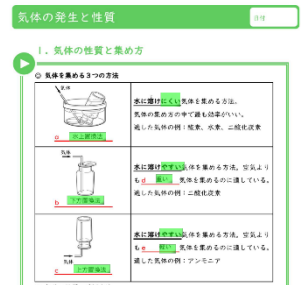 気体の発生と性質
1. 気体の性質と集め方
◎ 気体を集める3つの方法
気体
a 水上置換法
水に溶けにくい気体を集める方法。
気体の集め方の中で最も効率がいい。
適した気体の例：酸素、水素、二酸化炭素
気体
b 下方置換法
水に溶けやすい気体を集める方法。空気より
もd 重い 気体を集めるのに適している。
適した気体の例：二酸化炭素
気体
c 上方置換法
水に溶けやすい気体を集める方法。空気より
もe 軽い 気体を集めるのに適している。
適した気体の例：アンモニア